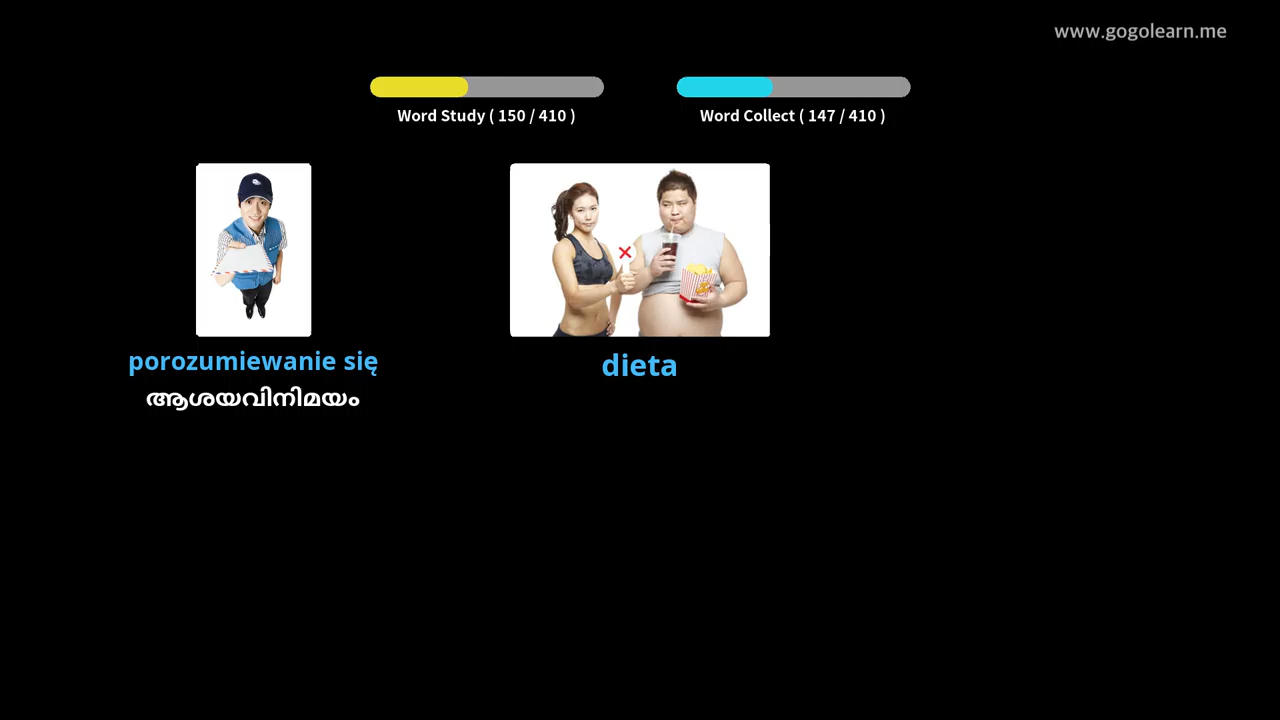 www.gogolearn.me
Word Study ( 150 / 410 )
Word Collect ( 147 / 410 )
porozumiewanie się
ആശയവിനിമയം
dieta